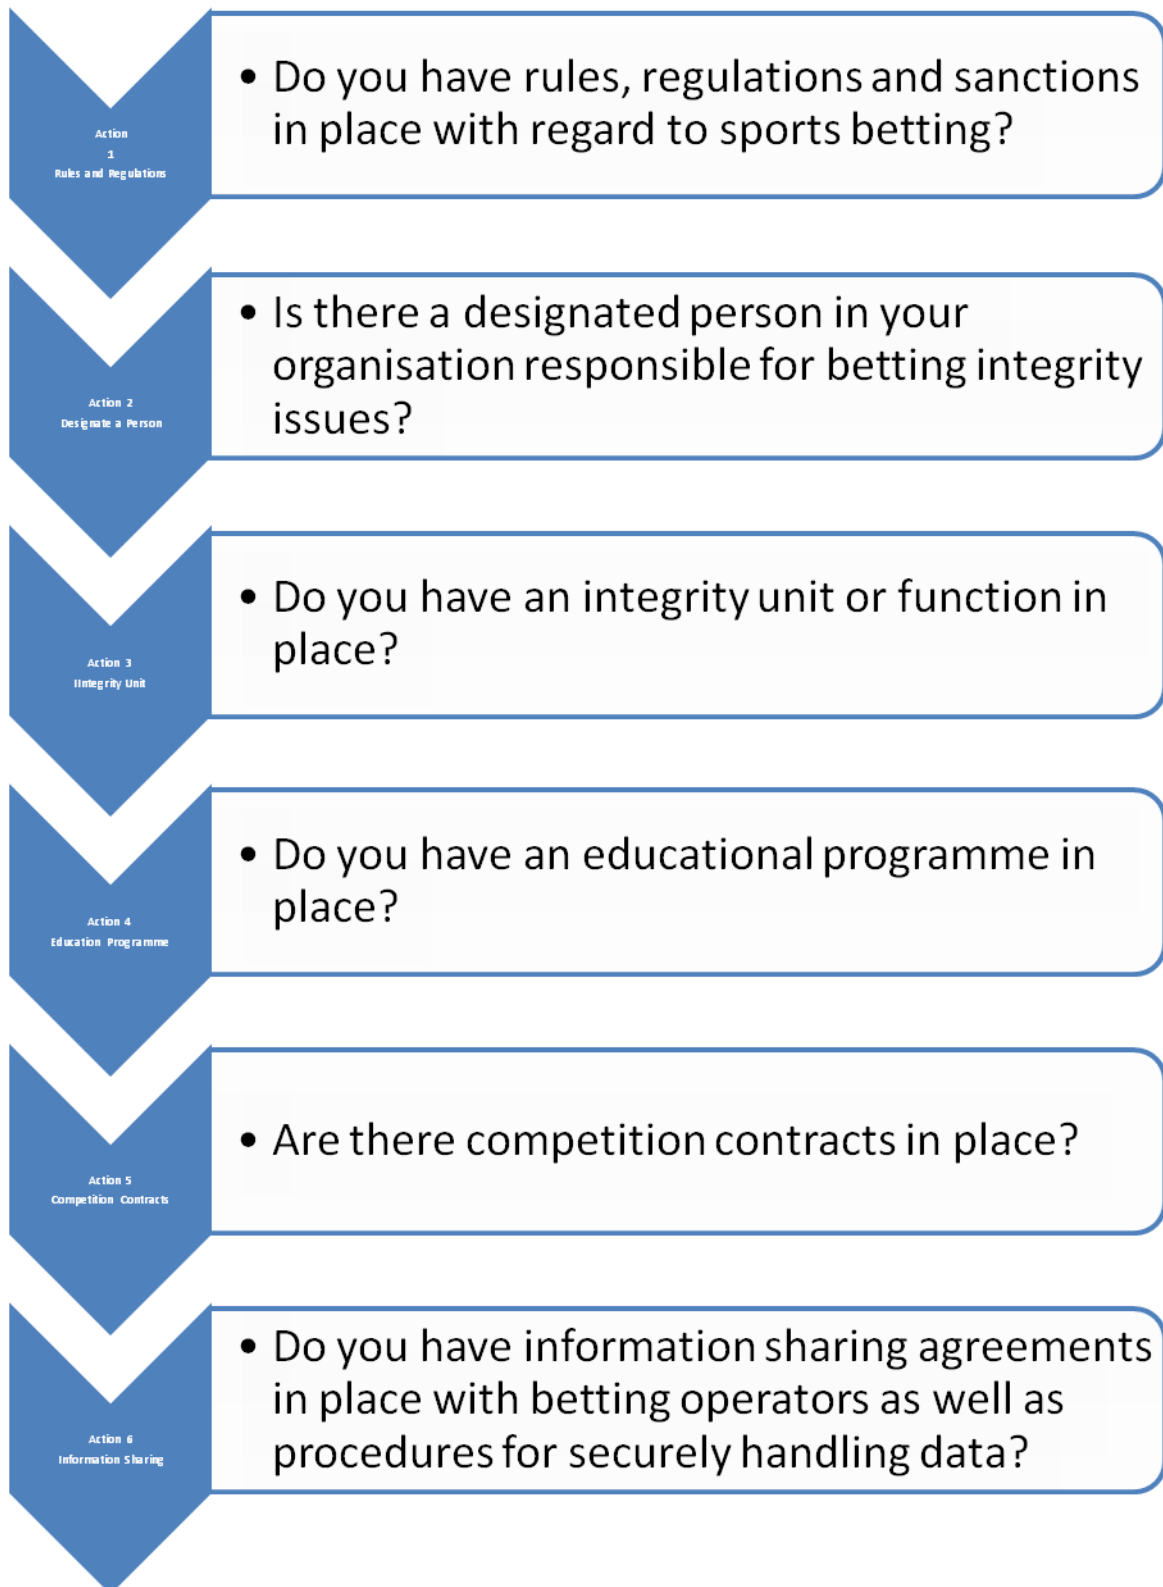 Action
1
Rules and Regulations
• Do you have rules, regulations and sanctions
in place with regard to sports betting?
Action 2
Designate a Person
• Is there a designated person in your
organisation responsible for betting integrity
issues?
Action 3
IIntegrity Unit
• Do you have an integrity unit or function in
place?
Action 4
Education Programme
• Do you have an educational programme in
place?
Action 5
Competition Contracts
• Are there competition contracts in place?
Action 6
Information Sharing
• Do you have information sharing agreements
in place with betting operators as well as
procedures for securely handling data?